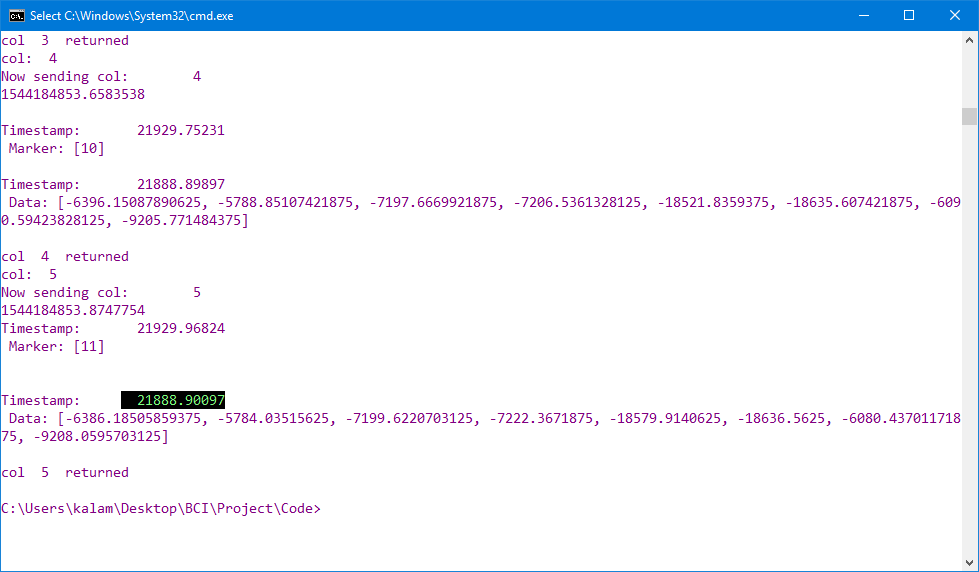 Select C:\Windows\System32\cmd.exe
col  3  returned
col:  4
Now sending col:        4
1544184853.6583538
Timestamp:       21929.75231
 Marker: [10]
Timestamp:       21888.89897
 Data: [-6396.15087890625, -5788.85107421875, -7197.6669921875, -7206.5361328125, -18521.8359375, -18635.607421875, -609
0.59423828125, -9205.771484375]
col  4  returned
col:  5
Now sending col:        5
1544184853.8747754
Timestamp:       21929.96824
 Marker: [11]
Timestamp:       21888.90097
 Data: [-6386.18505859375, -5784.03515625, -7199.6220703125, -7222.3671875, -18579.9140625, -18636.5625, -6080.437011718
75, -9208.0595703125]
col  5  returned
C:\Users\kalam\Desktop\BCI\Project\Code>